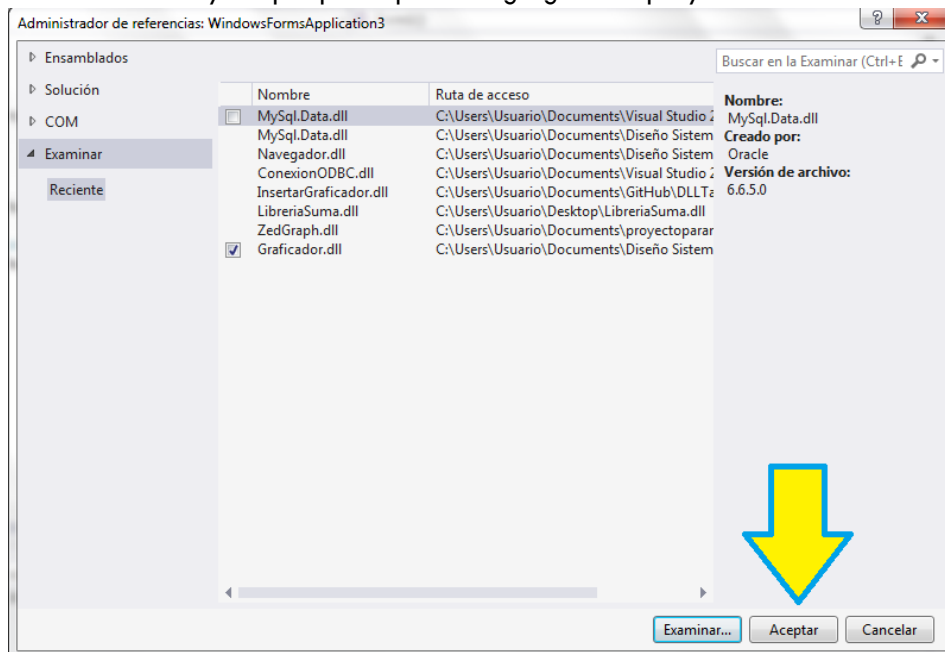 Administrador de referencias: WindowsFormsApplication3
Ensamblados
Solución
COM
Examinar
Reciente
Buscar en la Examinar (Ctrl+E
Nombre Ruta de acceso
MySql.Data.dll C:\Users\Usuario\Documents\Visual Studio 2
MySql.Data.dll C:\Users\Usuario\Documents\Diseño Sistem
Navegador.dll C:\Users\Usuario\Documents\Diseño Sistem
ConexionODBC.dll C:\Users\Usuario\Documents\Visual Studio 2
InsertarGraficador.dll C:\Users\Usuario\Documents\GitHub\DLLTa
LibreriaSuma.dll C:\Users\Usuario\Desktop\LibreriaSuma.dll
ZedGraph.dll C:\Users\Usuario\Documents\proyectoparar
Graficador.dll C:\Users\Usuario\Documents\Diseño Sistem
Nombre:
MySql.Data.dll
Creado por:
Oracle
Versión de archivo:
6.6.5.0
Examinar... Aceptar Cancelar